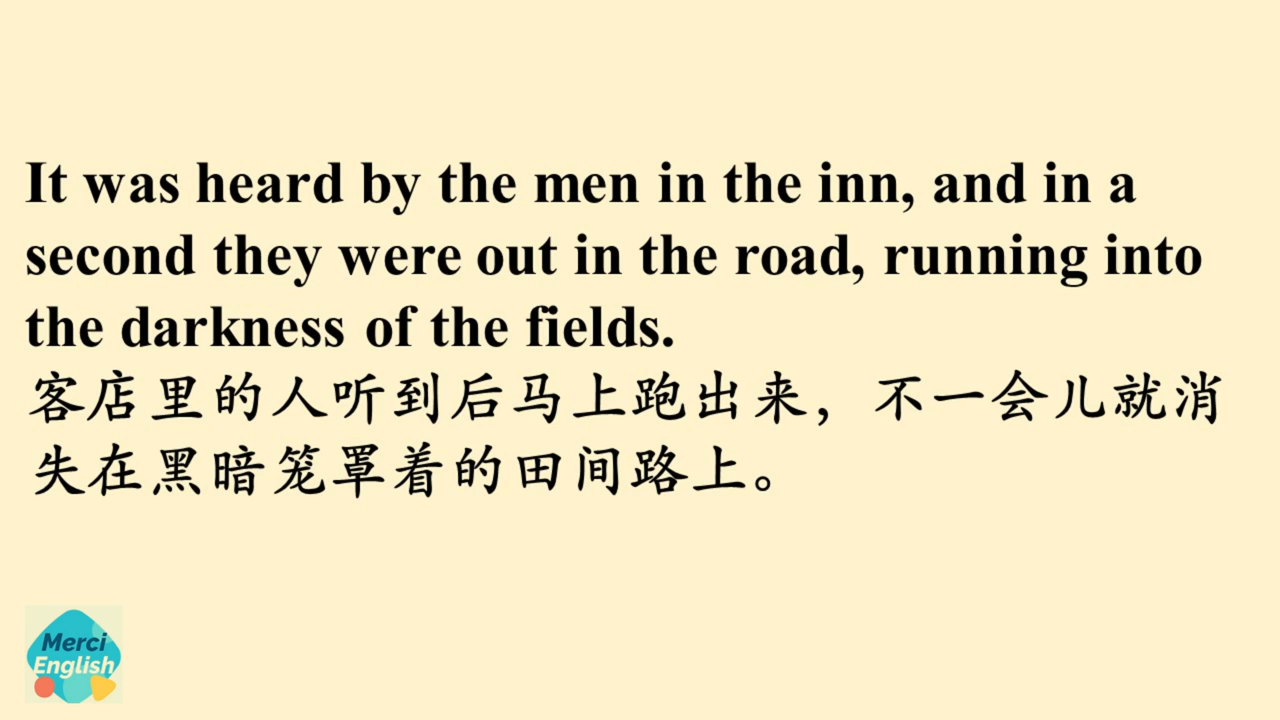 It was heard by the men in the inn, and in a
second they were out in the road, running into
the darkness of the fields.
客店里的人听到后马上跑出来，不一会儿就消
失在黑暗笼罩着的田间路上。
Merci
English